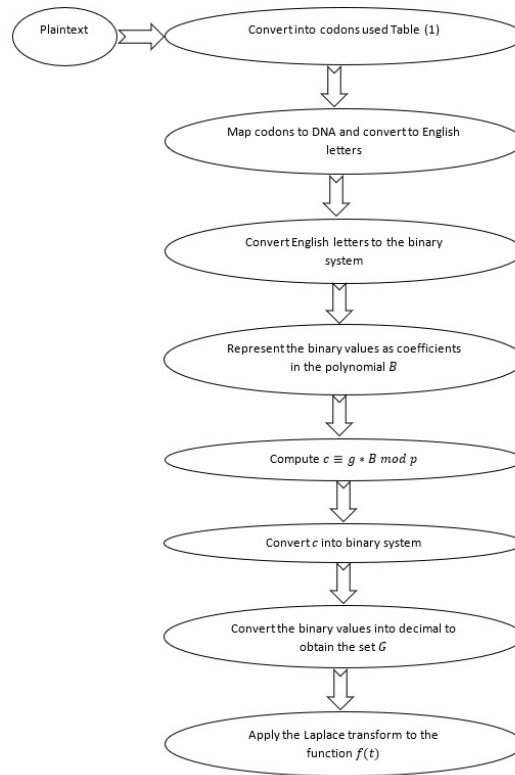 Plaintext
Convert into codons used Table (1)
Map codons to DNA and convert to English
letters
Convert English letters to the binary
system
Represent the binary values as coefficients
in the polynomial B
Compute c ≡ g ∗ B mod p
Convert c into binary system
Convert the binary values into decimal to
obtain the set G
Apply the Laplace transform to the
function f(t)